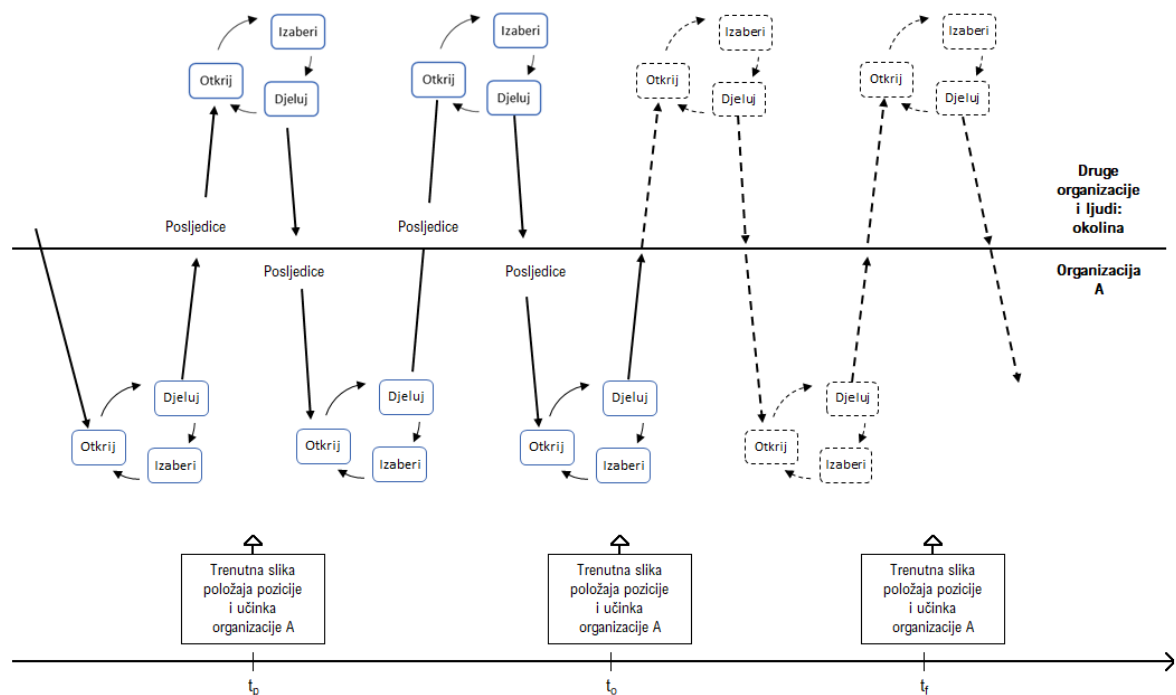 Izaberi
Otkrij
Djeluj
Izaberi
Otkrij
Djeluj
Izaberi
Otkrij
Djeluj
Izaberi
Otkrij
Djeluj
Druge
organizacije
i ljudi:
okolina
Posljedice
Posljedice
Posljedice
Posljedice
Organizacija
A
Djeluj
Otkrij
Izaberi
Djeluj
Otkrij
Izaberi
Djeluj
Otkrij
Izaberi
Djeluj
Otkrij
Izaberi
Trenutna slika
položaja pozicije
i učinka
organizacije A
Trenutna slika
položaja pozicije
i učinka
organizacije A
Trenutna slika
položaja pozicije
i učinka
organizacije A
tp
to
tf